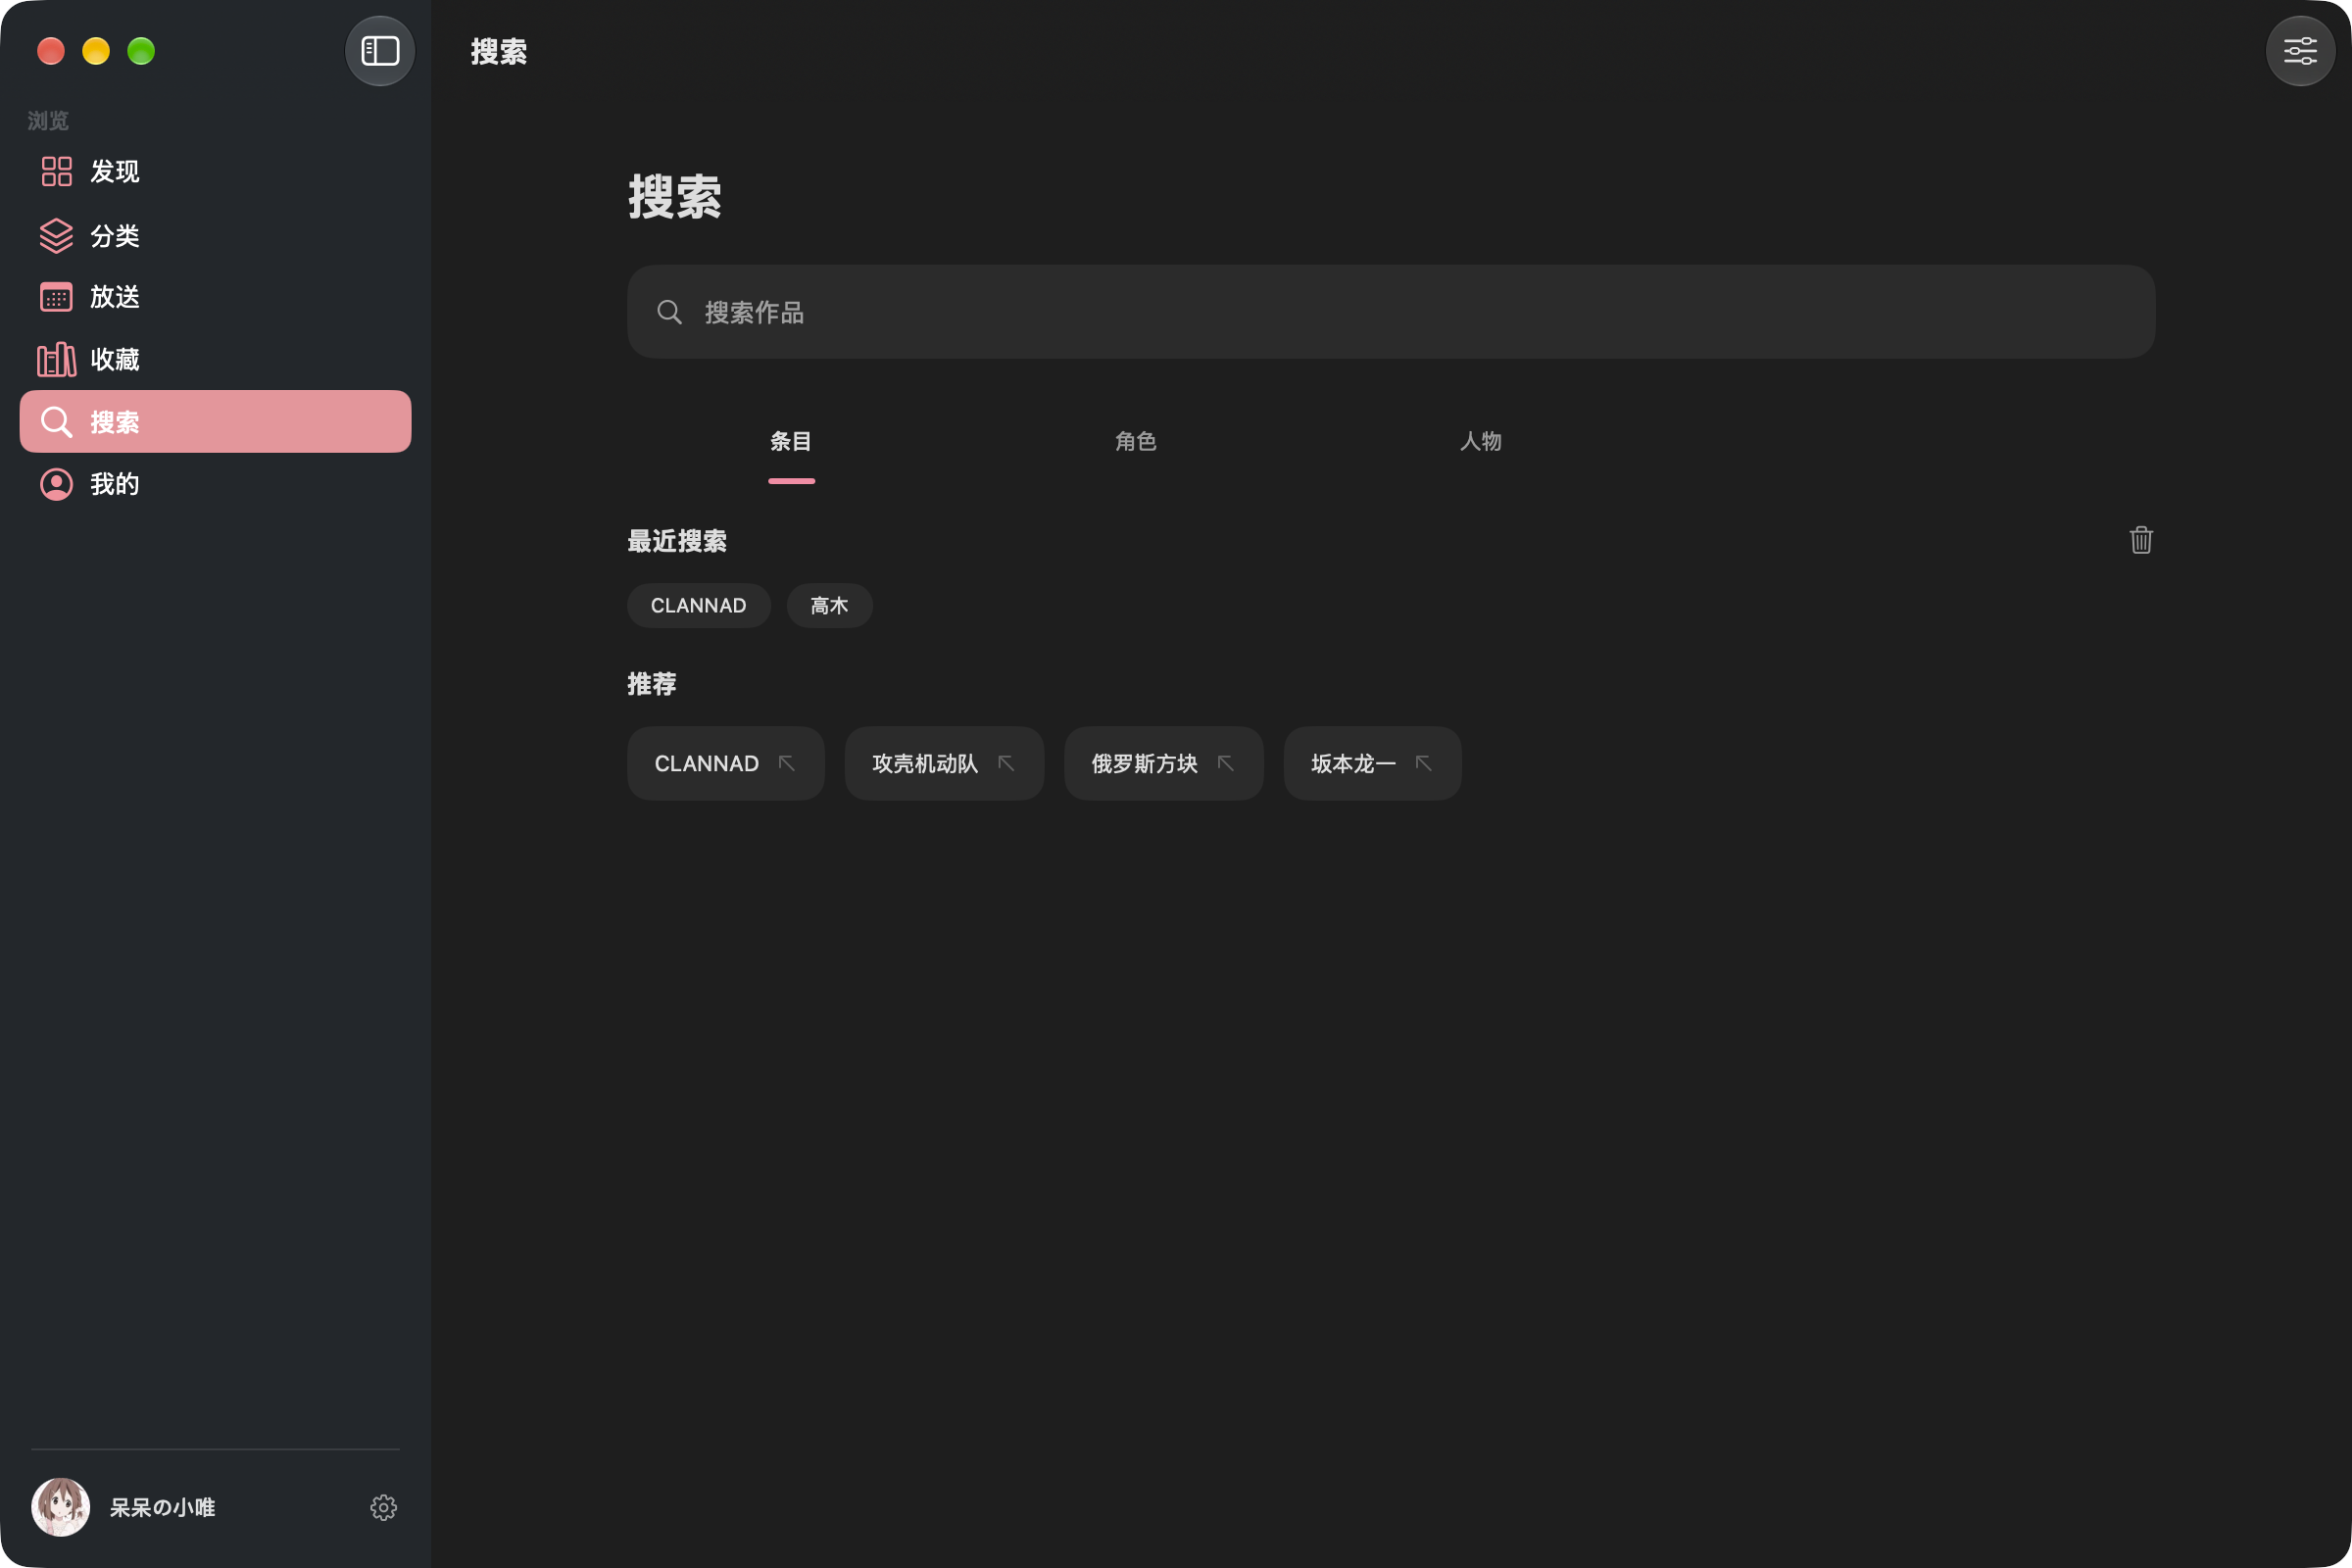 搜索
浏览
发现
分类
放送
收藏
搜索
我的
搜索
搜索作品
条目 角色 人物
最近搜索
CLANNAD 高木
推荐
CLANNAD 攻壳机动队 俄罗斯方块 坂本龙一
呆呆の小唯